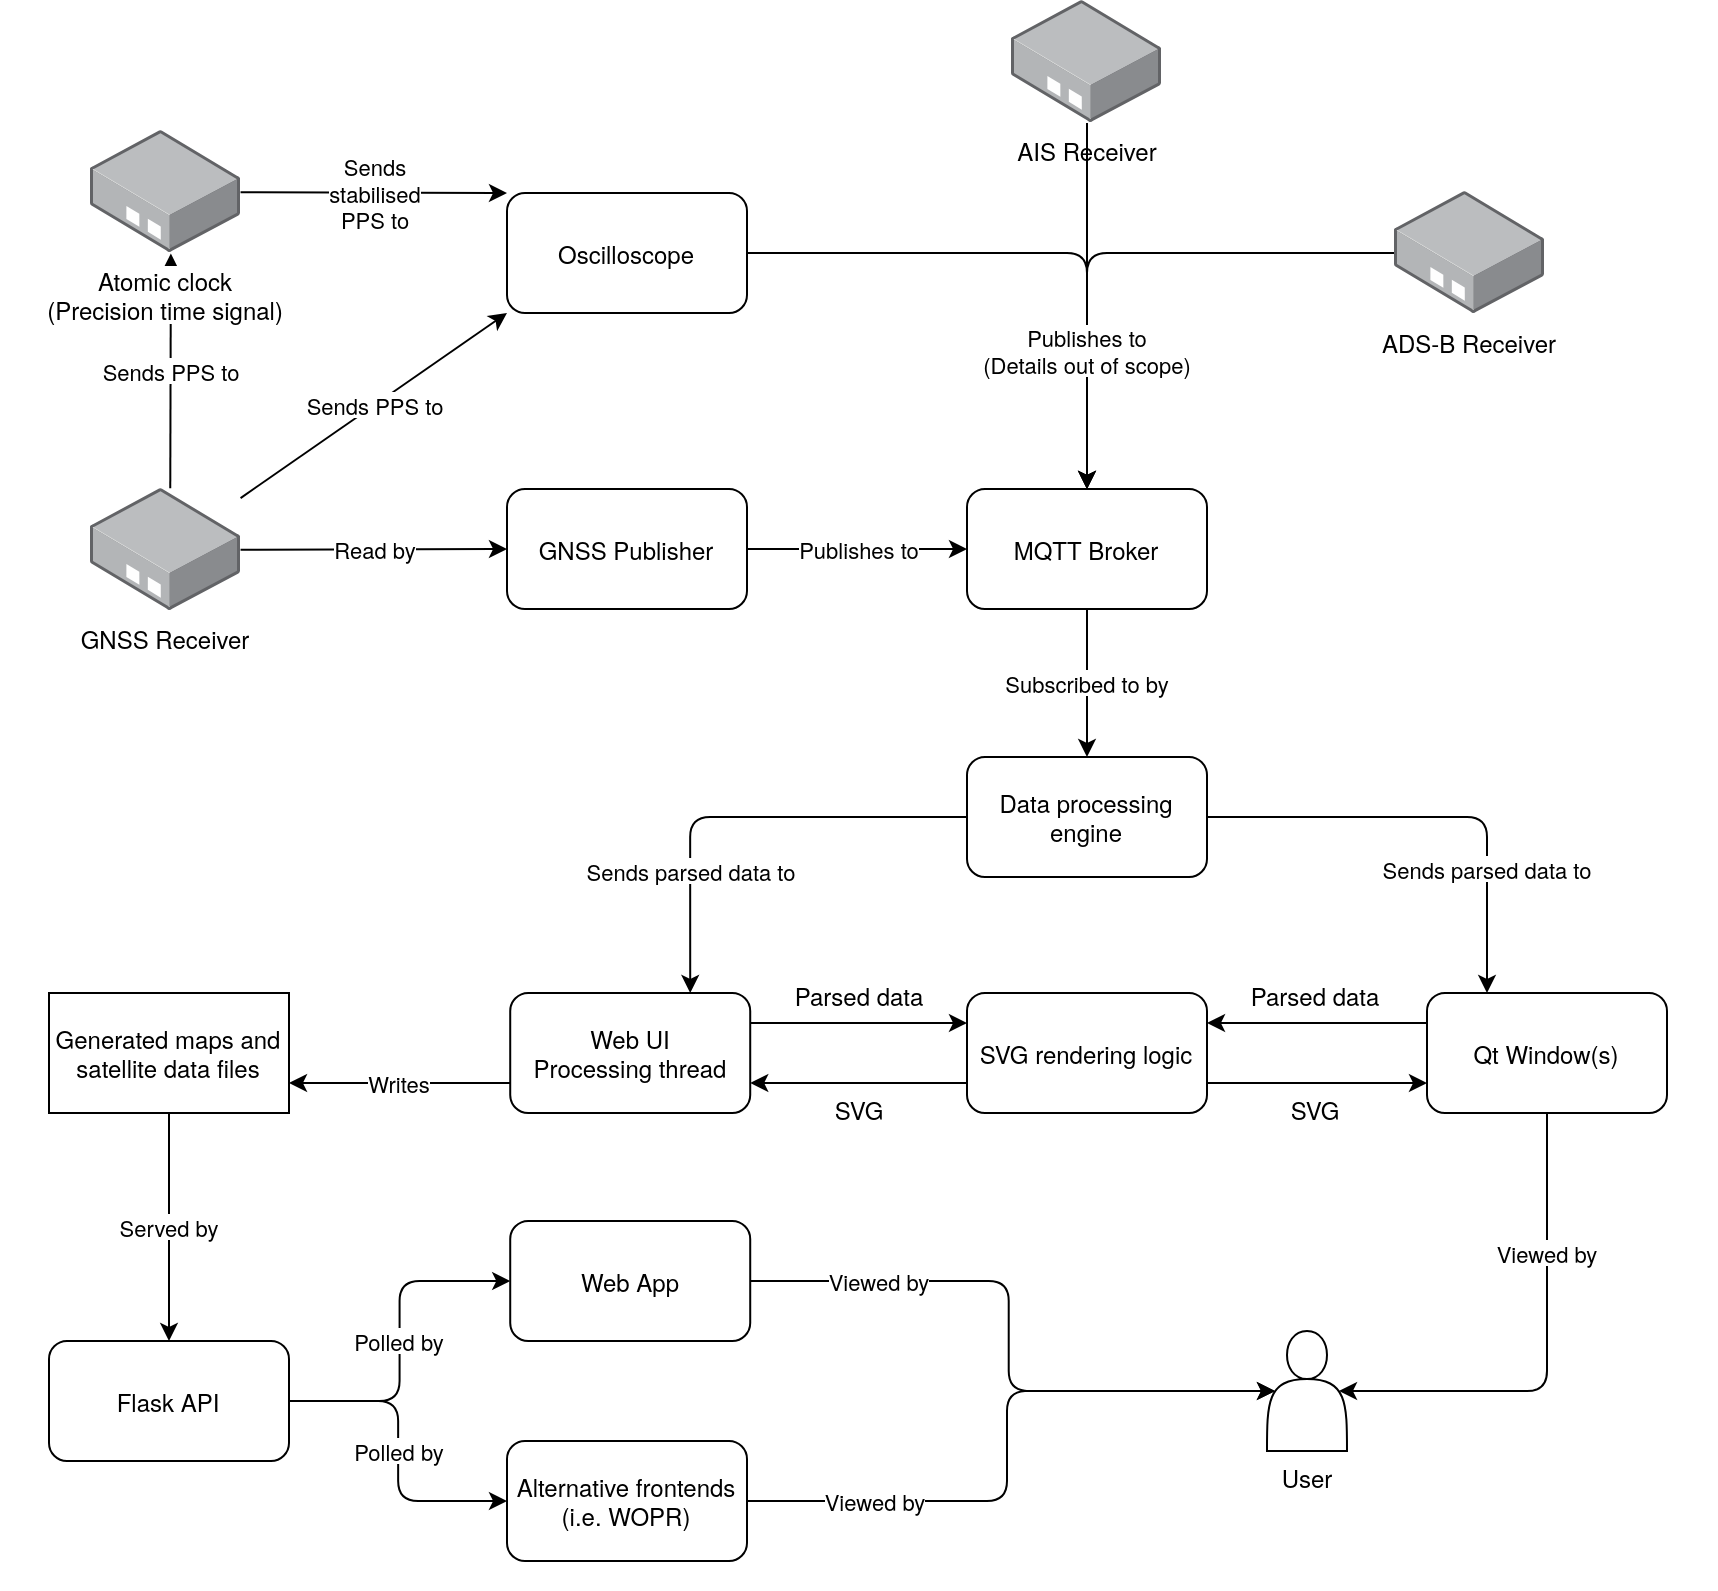 AIS Receiver
Sends
stabilised
PPS to
Oscilloscope
Atomic clock
(Precision time signal)
ADS-B Receiver
Publishes to
(Details out of scope)
Sends PPS to
Sends PPS to
Read by
GNSS Publisher
Publishes to
MQTT Broker
GNSS Receiver
Subscribed to by
Data processing
engine
Sends parsed data to
Sends parsed data to
Generated maps and
satellite data files
Writes
Web UI
Processing thread
Parsed data
SVG
SVG rendering logic
Parsed data
SVG
Qt Window(s)
Served by
Web App
Viewed by
Viewed by
Polled by
Flask API
Polled by
Alternative frontends
(i.e. WOPR)
Viewed by
User